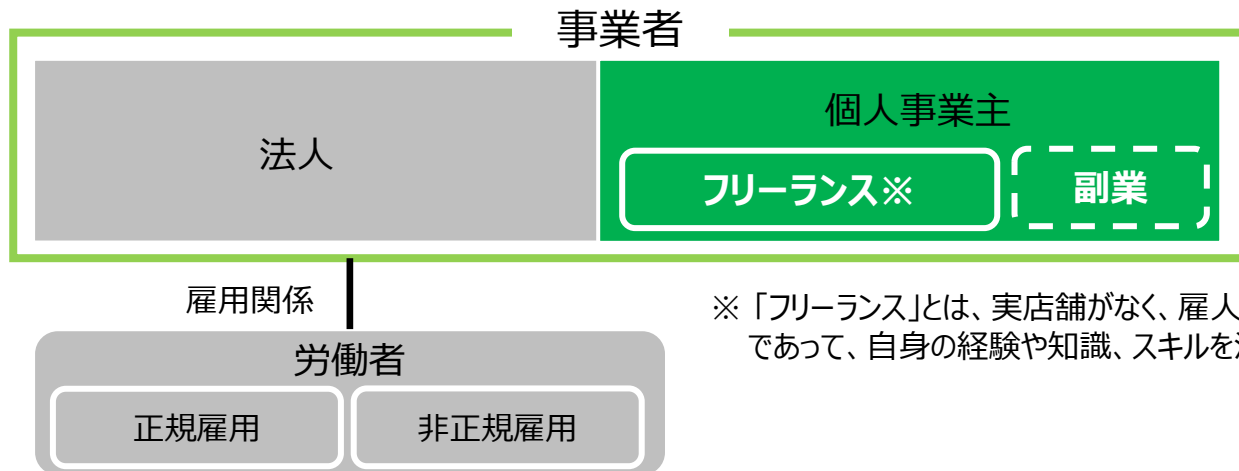 事業者
法人
個人事業主
フリーランス※
副業
雇用関係
※「フリーランス」とは、実店舗がなく、雇人
であって、自身の経験や知識、スキルを
労働者
正規雇用
非正規雇用